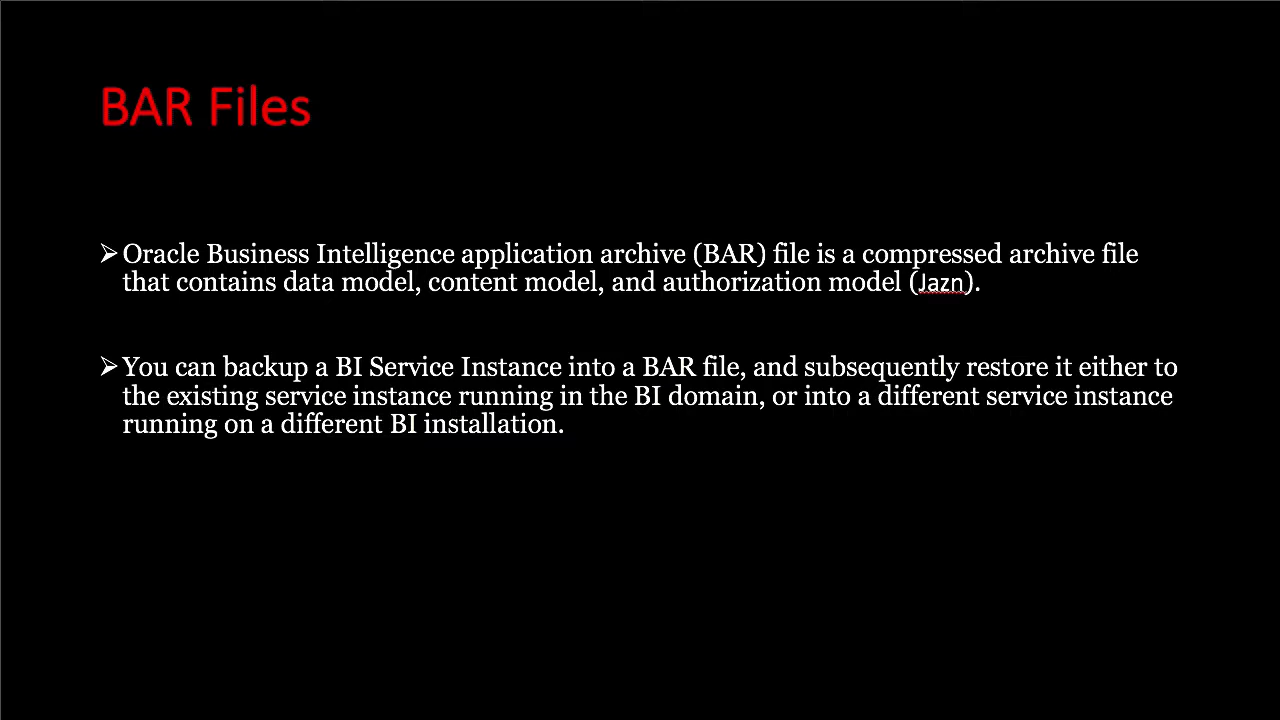 BAR Files
➢Oracle Business Intelligence application archive (BAR) file is a compressed archive file
that contains data model, content model, and authorization model (Jazn).
➢You can backup a BI Service Instance into a BAR file, and subsequently restore it either to
the existing service instance running in the BI domain, or into a different service instance
running on a different BI installation.